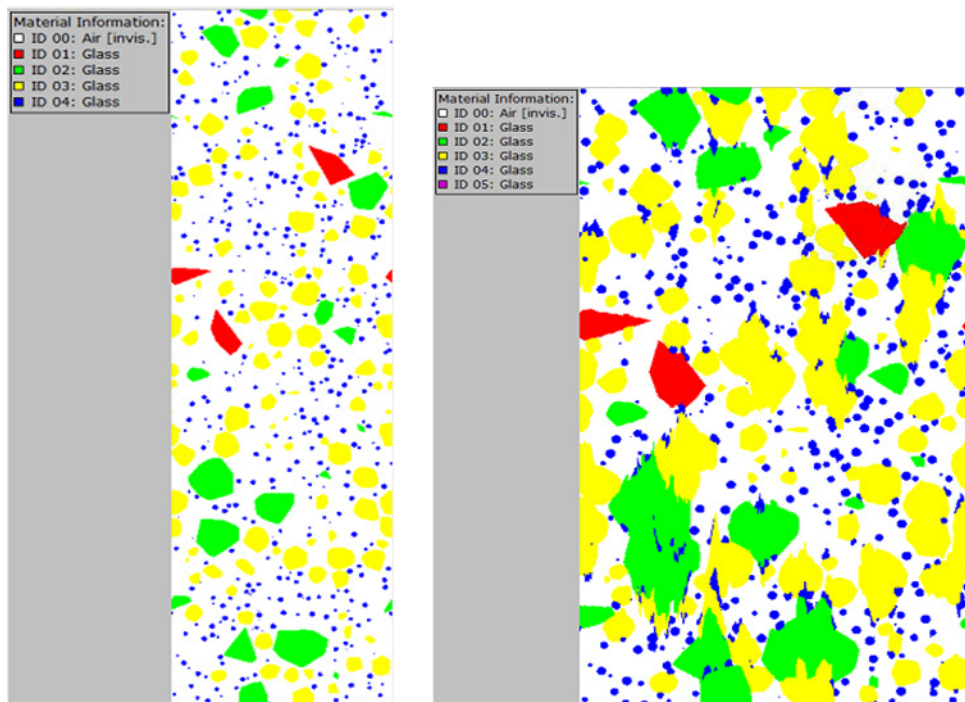 Material Information:
ID 00: Air [invis.]
ID 01: Glass
ID 02: Glass
ID 03: Glass
ID 04: Glass
Material Information:
ID 00: Air [invis.]
ID 01: Glass
ID 02: Glass
ID 03: Glass
ID 04: Glass
ID 05: Glass